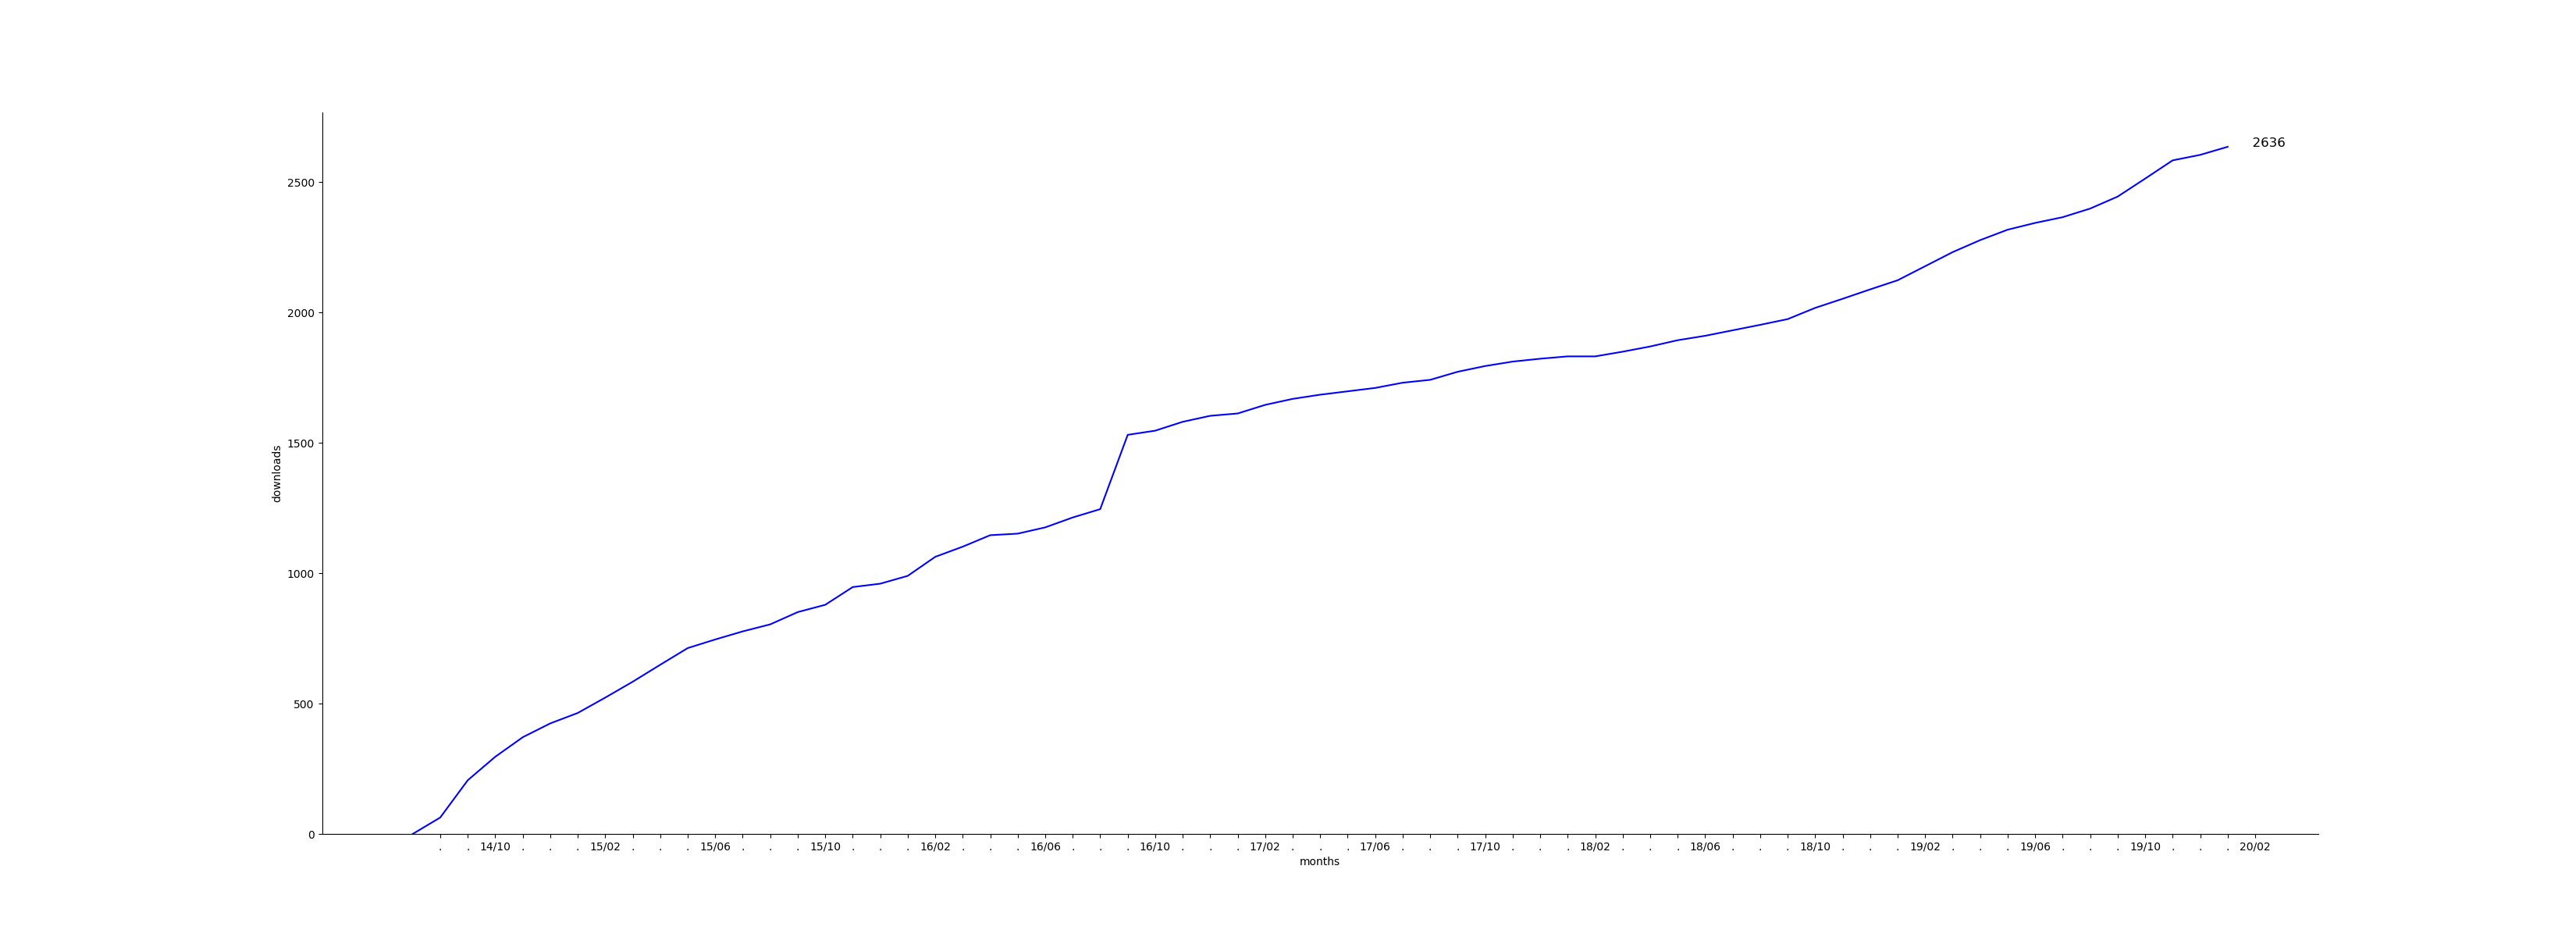 2636
2500
2000
1500
1000
500
0
downloads
. . 14/10 . . . 15/02 . . . 15/06 . . . 15/10 . . . 16/02 . . . 16/06 . . . 16/10 . . . 17/02 . . . 17/06 . . . 17/10 . . . 18/02 . . . 18/06 . . . 18/10 . . . 19/02 . . . 19/06 . . . 19/10 . . . 20/02
months